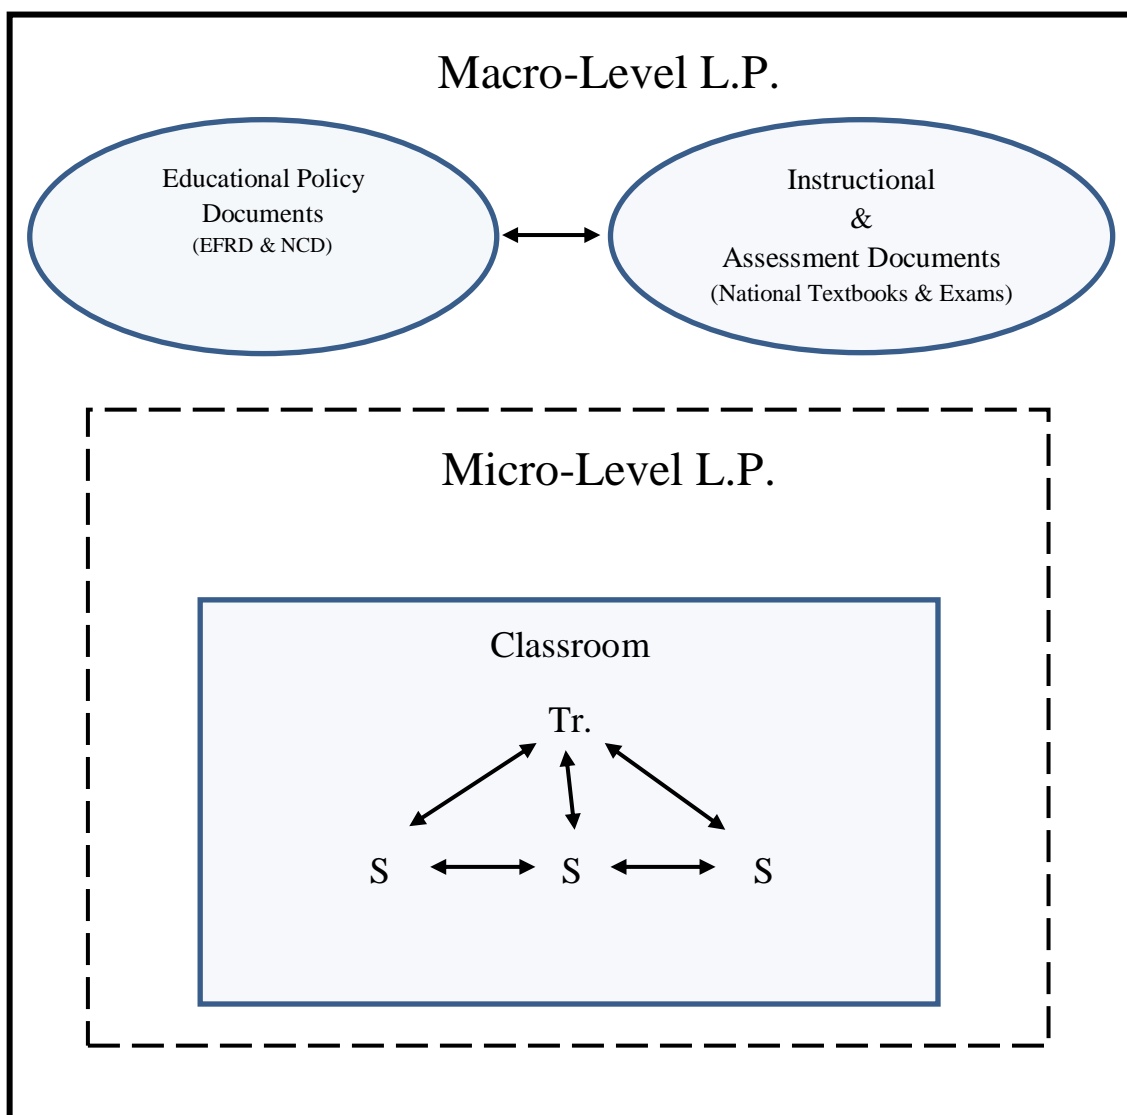 Macro-Level L.P.
Educational Policy
Documents
(EFRD & NCD)
Instructional
&
Assessment Documents
(National Textbooks & Exams)
Micro-Level L.P.
Classroom
Tr.
S S S